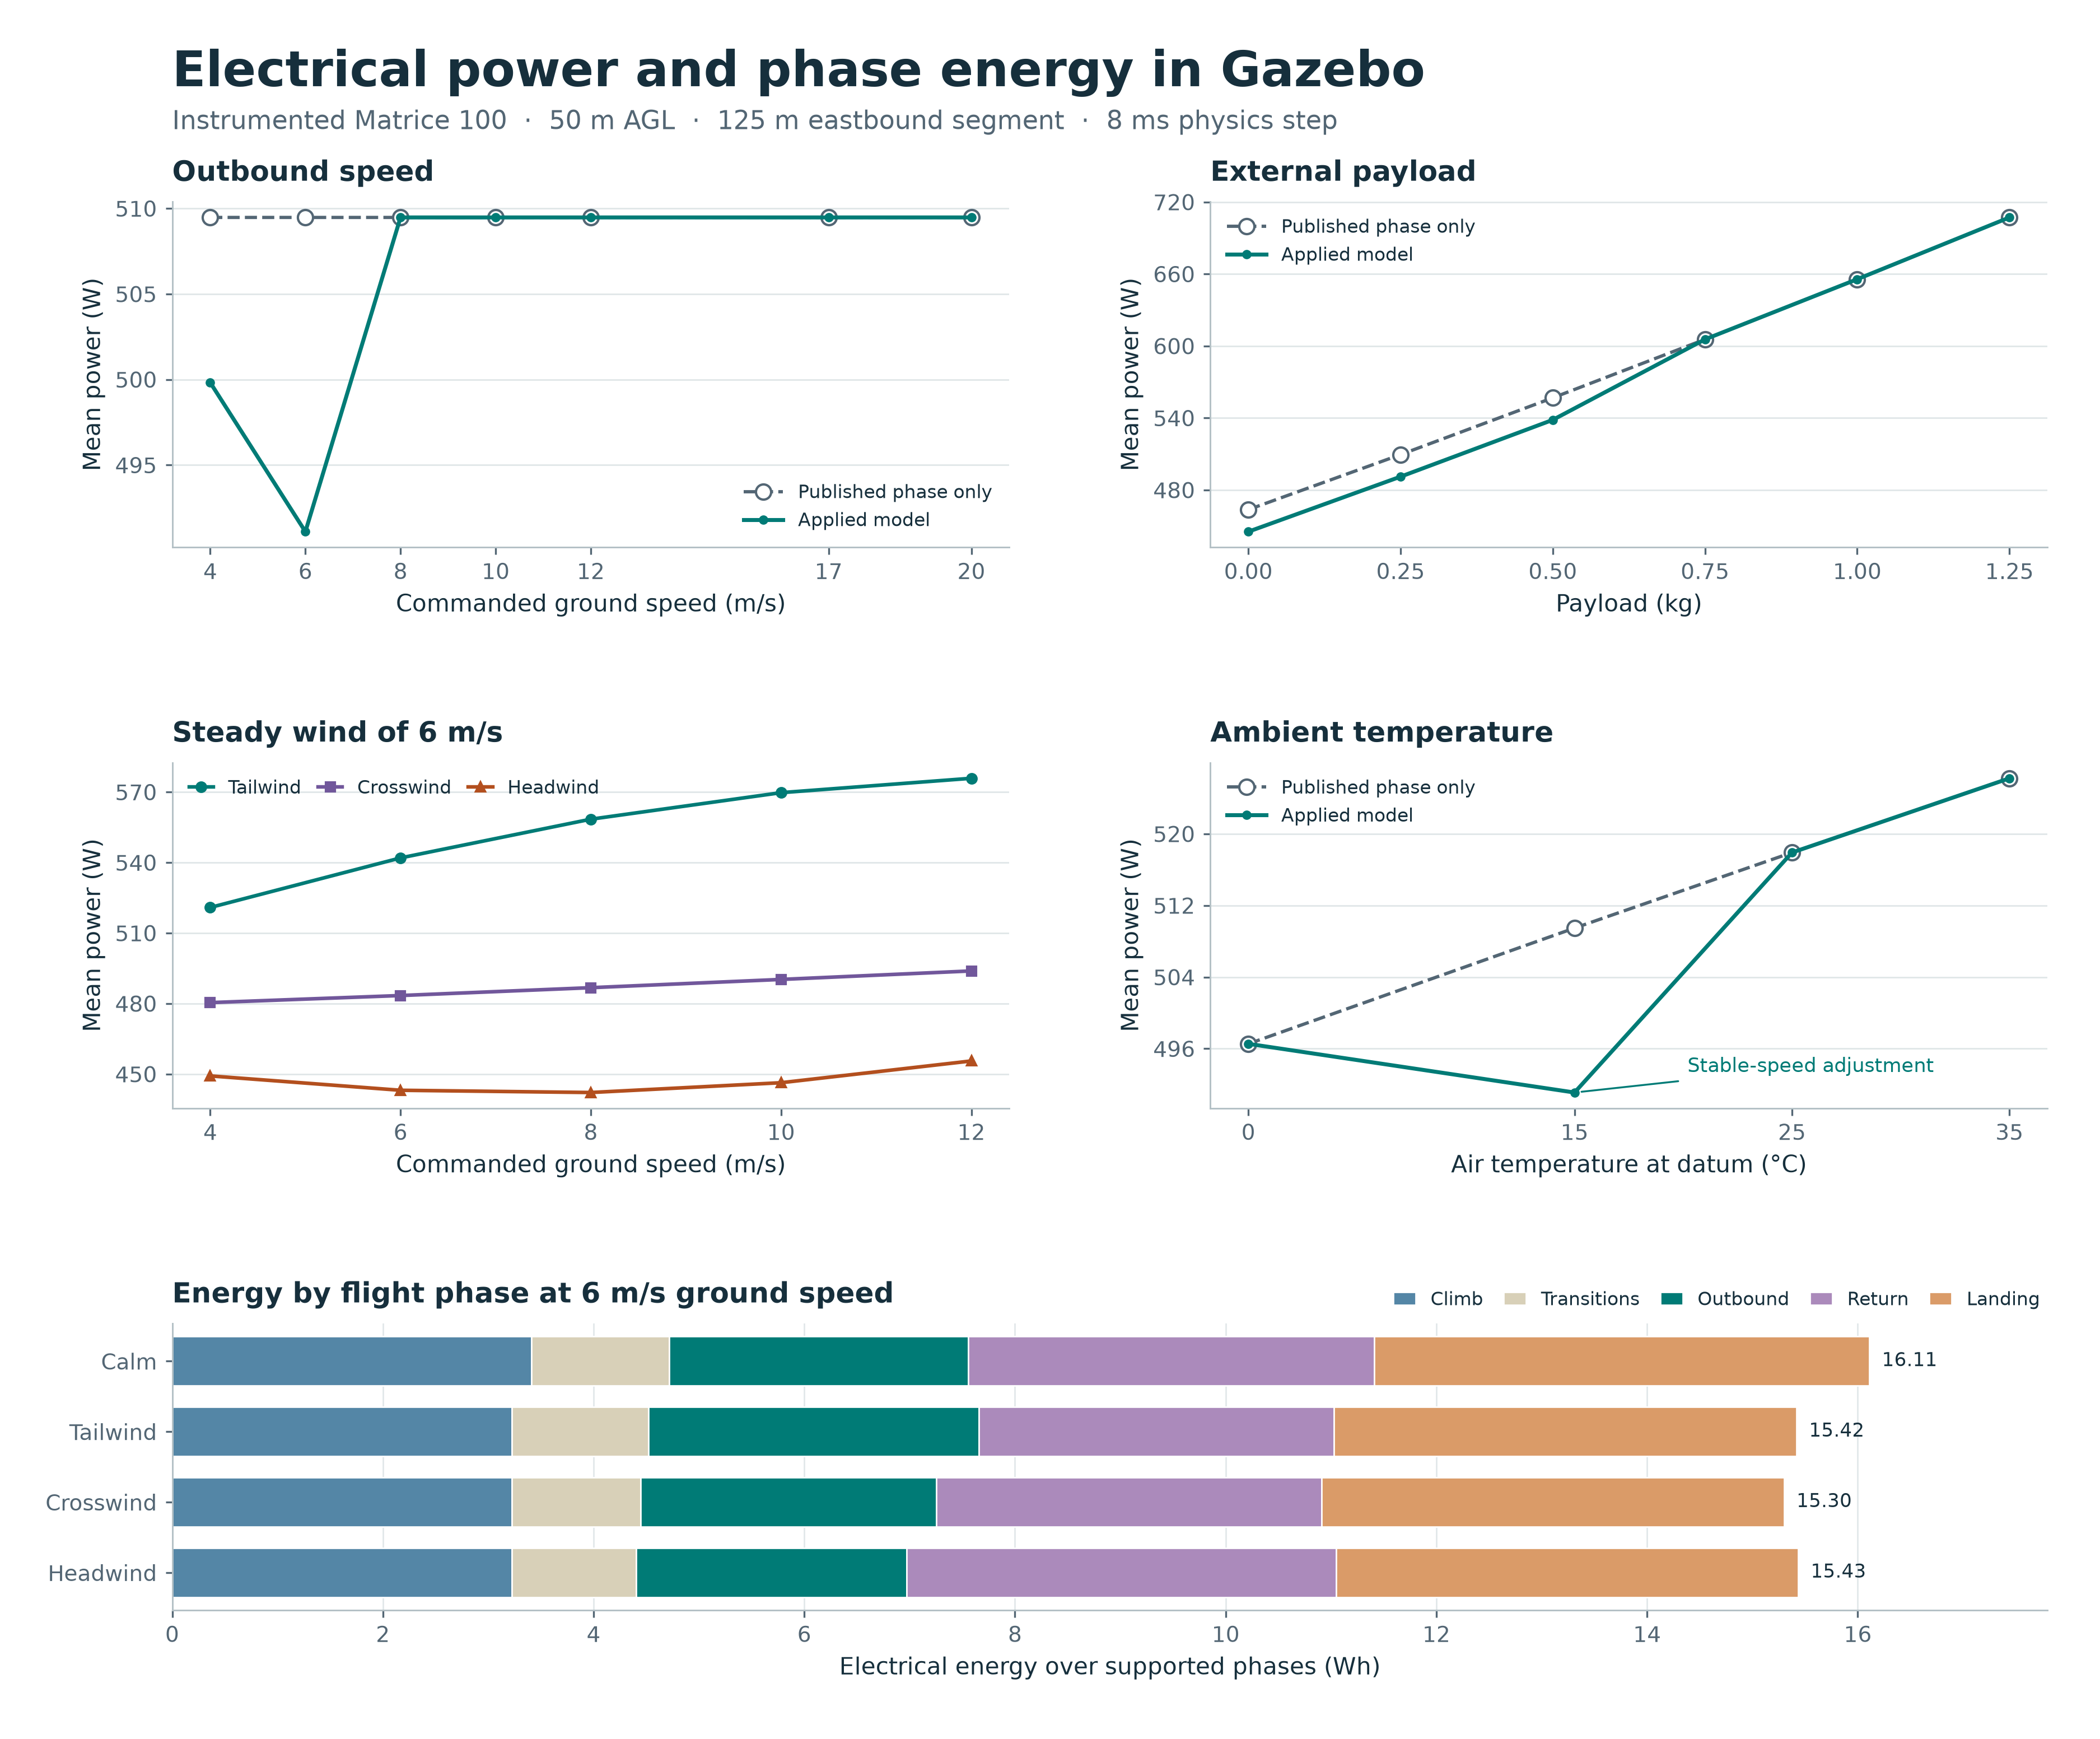 Electrical power and phase energy in Gazebo
Instrumented Matrice 100 · 50 m AGL · 125 m eastbound segment · 8 ms physics step
Outbound speed
Mean power (W)
510
505
500
495
Published phase only
Applied model
4 6 8 10 12 17 20
Commanded ground speed (m/s)
External payload
Mean power (W)
720
660
600
540
480
Published phase only
Applied model
0.00 0.25 0.50 0.75 1.00 1.25
Payload (kg)
Steady wind of 6 m/s
Mean power (W)
570
540
510
480
450
Tailwind Crosswind Headwind
4 6 8 10 12
Commanded ground speed (m/s)
Ambient temperature
Mean power (W)
520
512
504
496
Published phase only
Applied model
Stable-speed adjustment
0 15 25 35
Air temperature at datum (°C)
Energy by flight phase at 6 m/s ground speed
Climb Transitions Outbound Return Landing
Calm 16.11
Tailwind 15.42
Crosswind 15.30
Headwind 15.43
0 2 4 6 8 10 12 14 16
Electrical energy over supported phases (Wh)